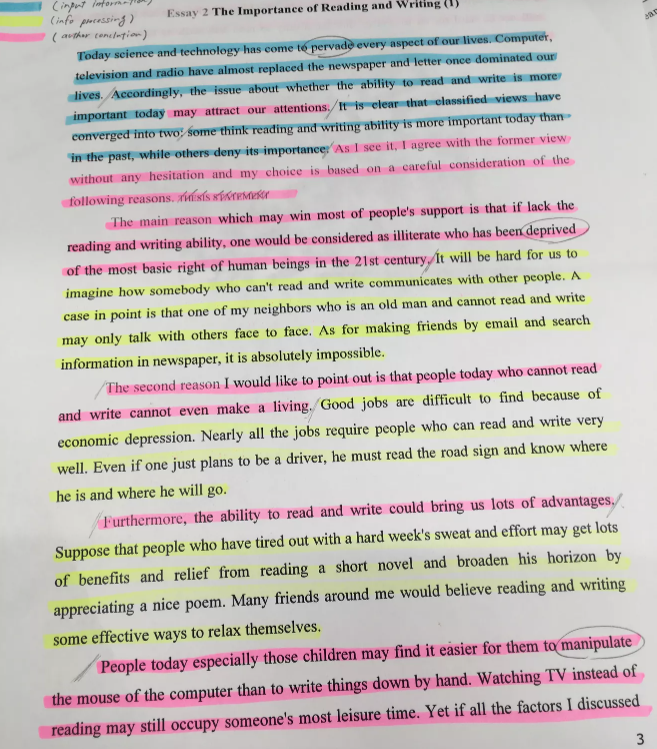 (input information)
(info processing)
(author conclution)
Essay 2 The Importance of Reading and Writing (1)
Today science and technology has come to pervade every aspect of our lives. Computer,
television and radio have almost replaced the newspaper and letter once dominated our
lives. Accordingly, the issue about whether the ability to read and write is more
important today may attract our attentions. It is clear that classified views have
converged into two: some think reading and writing ability is more important today than
in the past, while others deny its importance. As I see it, I agree with the former view
without any hesitation and my choice is based on a careful consideration of the
following reasons. thesis statement
The main reason which may win most of people's support is that if lack the
reading and writing ability, one would be considered as illiterate who has been deprived
of the most basic right of human beings in the 21st century. It will be hard for us to
imagine how somebody who can't read and write communicates with other people. A
case in point is that one of my neighbors who is an old man and cannot read and write
may only talk with others face to face. As for making friends by email and search
information in newspaper, it is absolutely impossible.
The second reason I would like to point out is that people today who cannot read
and write cannot even make a living. Good jobs are difficult to find because of
economic depression. Nearly all the jobs require people who can read and write very
well. Even if one just plans to be a driver, he must read the road sign and know where
he is and where he will go.
Furthermore, the ability to read and write could bring us lots of advantages.
Suppose that people who have tired out with a hard week's sweat and effort may get lots
of benefits and relief from reading a short novel and broaden his horizon by
appreciating a nice poem. Many friends around me would believe reading and writing
some effective ways to relax themselves.
People today especially those children may find it easier for them to manipulate
the mouse of the computer than to write things down by hand. Watching TV instead of
reading may still occupy someone's most leisure time. Yet if all the factors I discussed
3